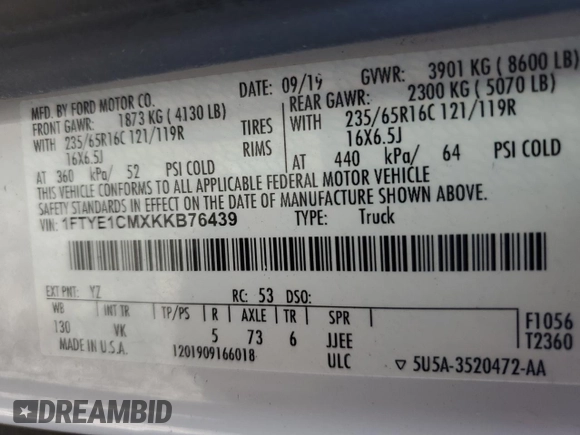 MFD. BY FORD MOTOR CO.
DATE: 09/19
GVWR: 3901 KG ( 8600 LB)
FRONT GAWR: 1873 KG ( 4130 LB)
REAR GAWR: 2300 KG ( 5070 LB)
WITH 235/65R16C 121/119R TIRES
WITH 235/65R16C 121/119R
16X6.5J RIMS
16X6.5J
AT 360 kPa/ 52 PSI COLD
AT 440 kPa/ 64 PSI COLD
THIS VEHICLE CONFORMS TO ALL APPLICABLE FEDERAL MOTOR VEHICLE
SAFETY STANDARDS IN EFFECT ON THE DATE OF MANUFACTURE SHOWN ABOVE.
VIN: 1FTYE1CMXKKB76439
TYPE: Truck
EXT PNT: YZ RC: 53 DSO:
WB INT TR TP/PS R AXLE TR SPR
130 VK 5 73 6 JJEE
F1056
T2360
MADE IN U.S.A. 1201909166018 ULC
▽ 5U5A-3520472-AA
DREAMBID